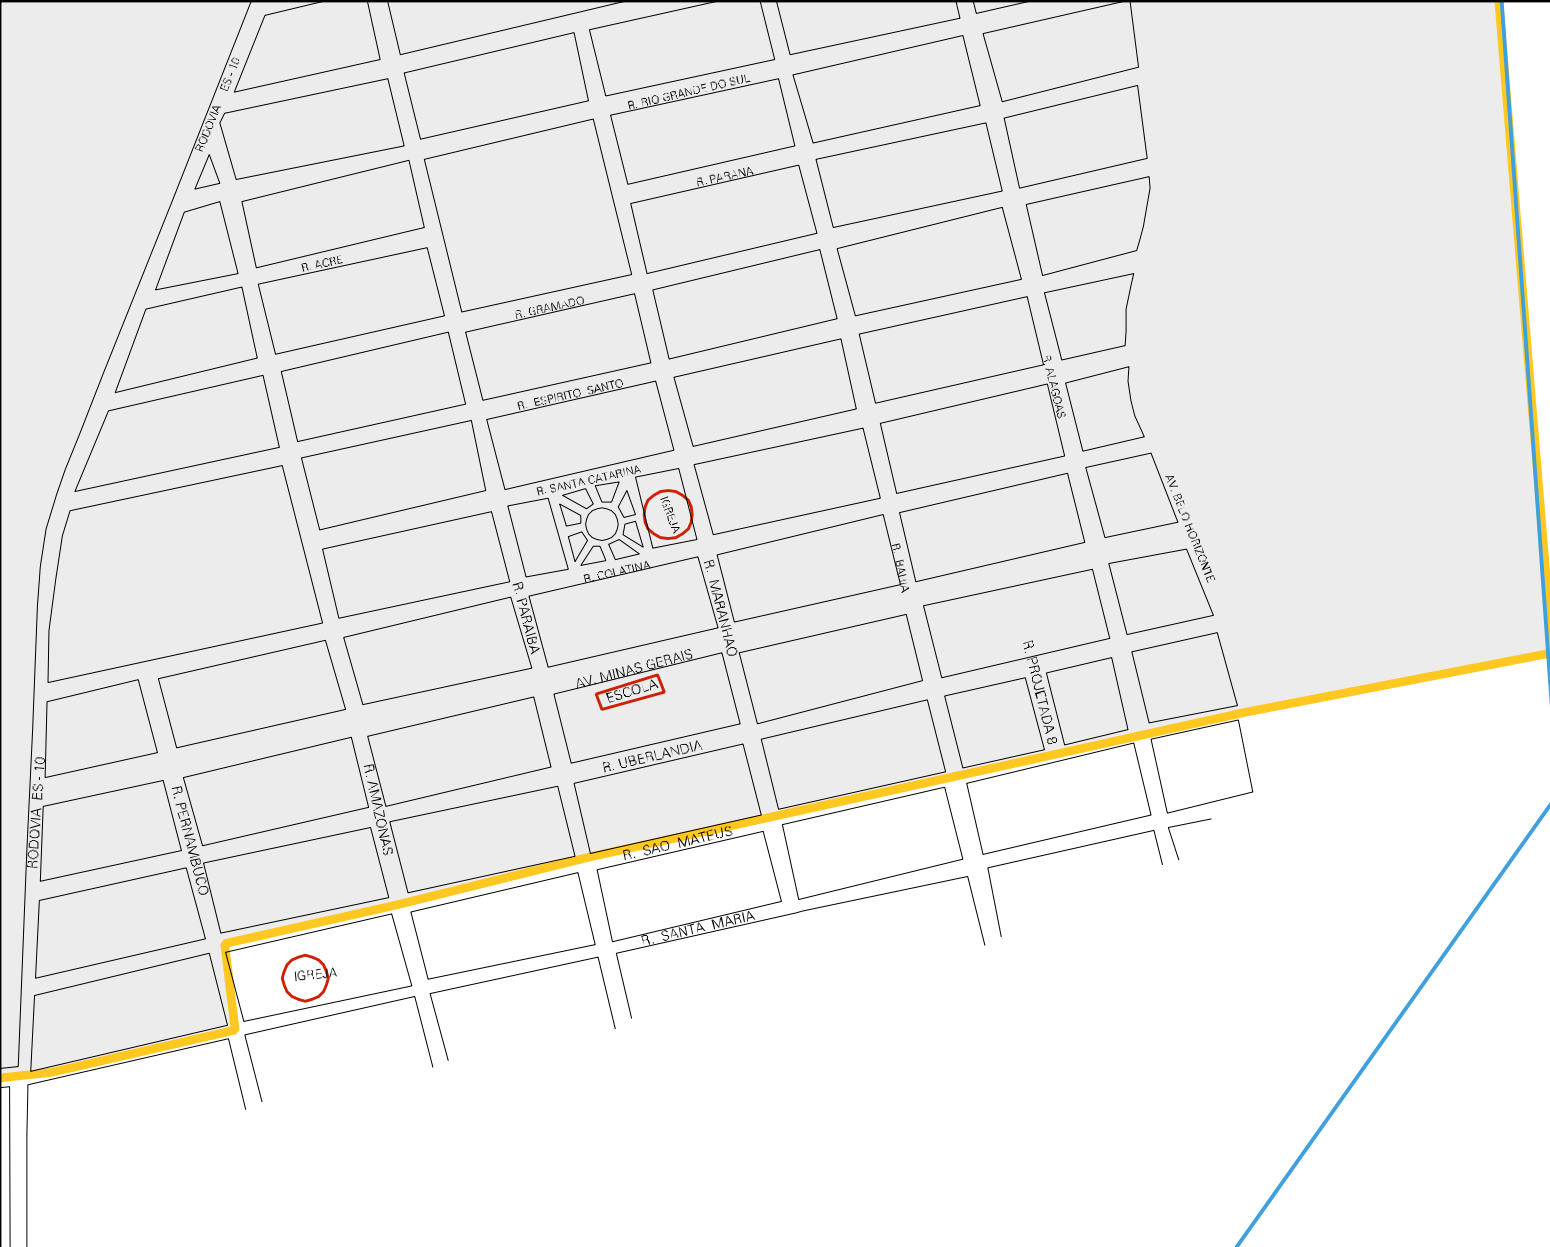 RODOVIA ES - 10
R. RIO GRANDE DO SUL
R. PARANA
R. ACRE
R. GRAMADO
R. ESPIRITO SANTO
R. ALAGOAS
R. SANTA CATARINA
IGREJA
AV. BELO HORIZONTE
R. COLATINA
R. BAHIA
R. PARAIBA
R. MARANHAO
AV. MINAS GERAIS
ESCOLA
R. PROJETADA 8
R. UBERLANDIA
RODOVIA ES - 10
R. AMAZONAS
R. PERNAMBUCO
R. SAO MATEUS
R. SANTA MARIA
IGREJA